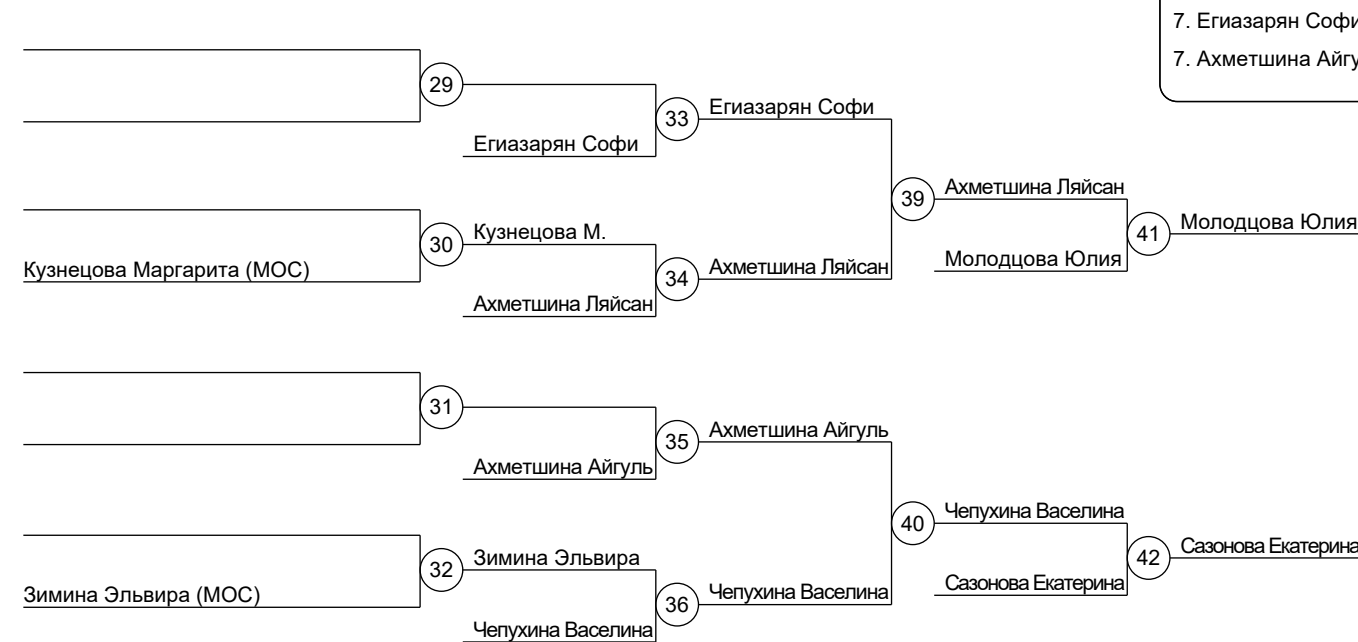 7. Егиазарян Софи
7. Ахметшина Айгу
29
33
Егиазарян Софи
Егиазарян Софи
39
Ахметшина Ляйсан
41
Молодцова Юлия
Молодцова Юлия
30
Кузнецова М.
Кузнецова Маргарита (МОС)
34
Ахметшина Ляйсан
Ахметшина Ляйсан
31
35
Ахметшина Айгуль
Ахметшина Айгуль
40
Чепухина Васелина
42
Сазонова Екатерина
Сазонова Екатерина
32
Зимина Эльвира
Зимина Эльвира (МОС)
36
Чепухина Васелина
Чепухина Васелина